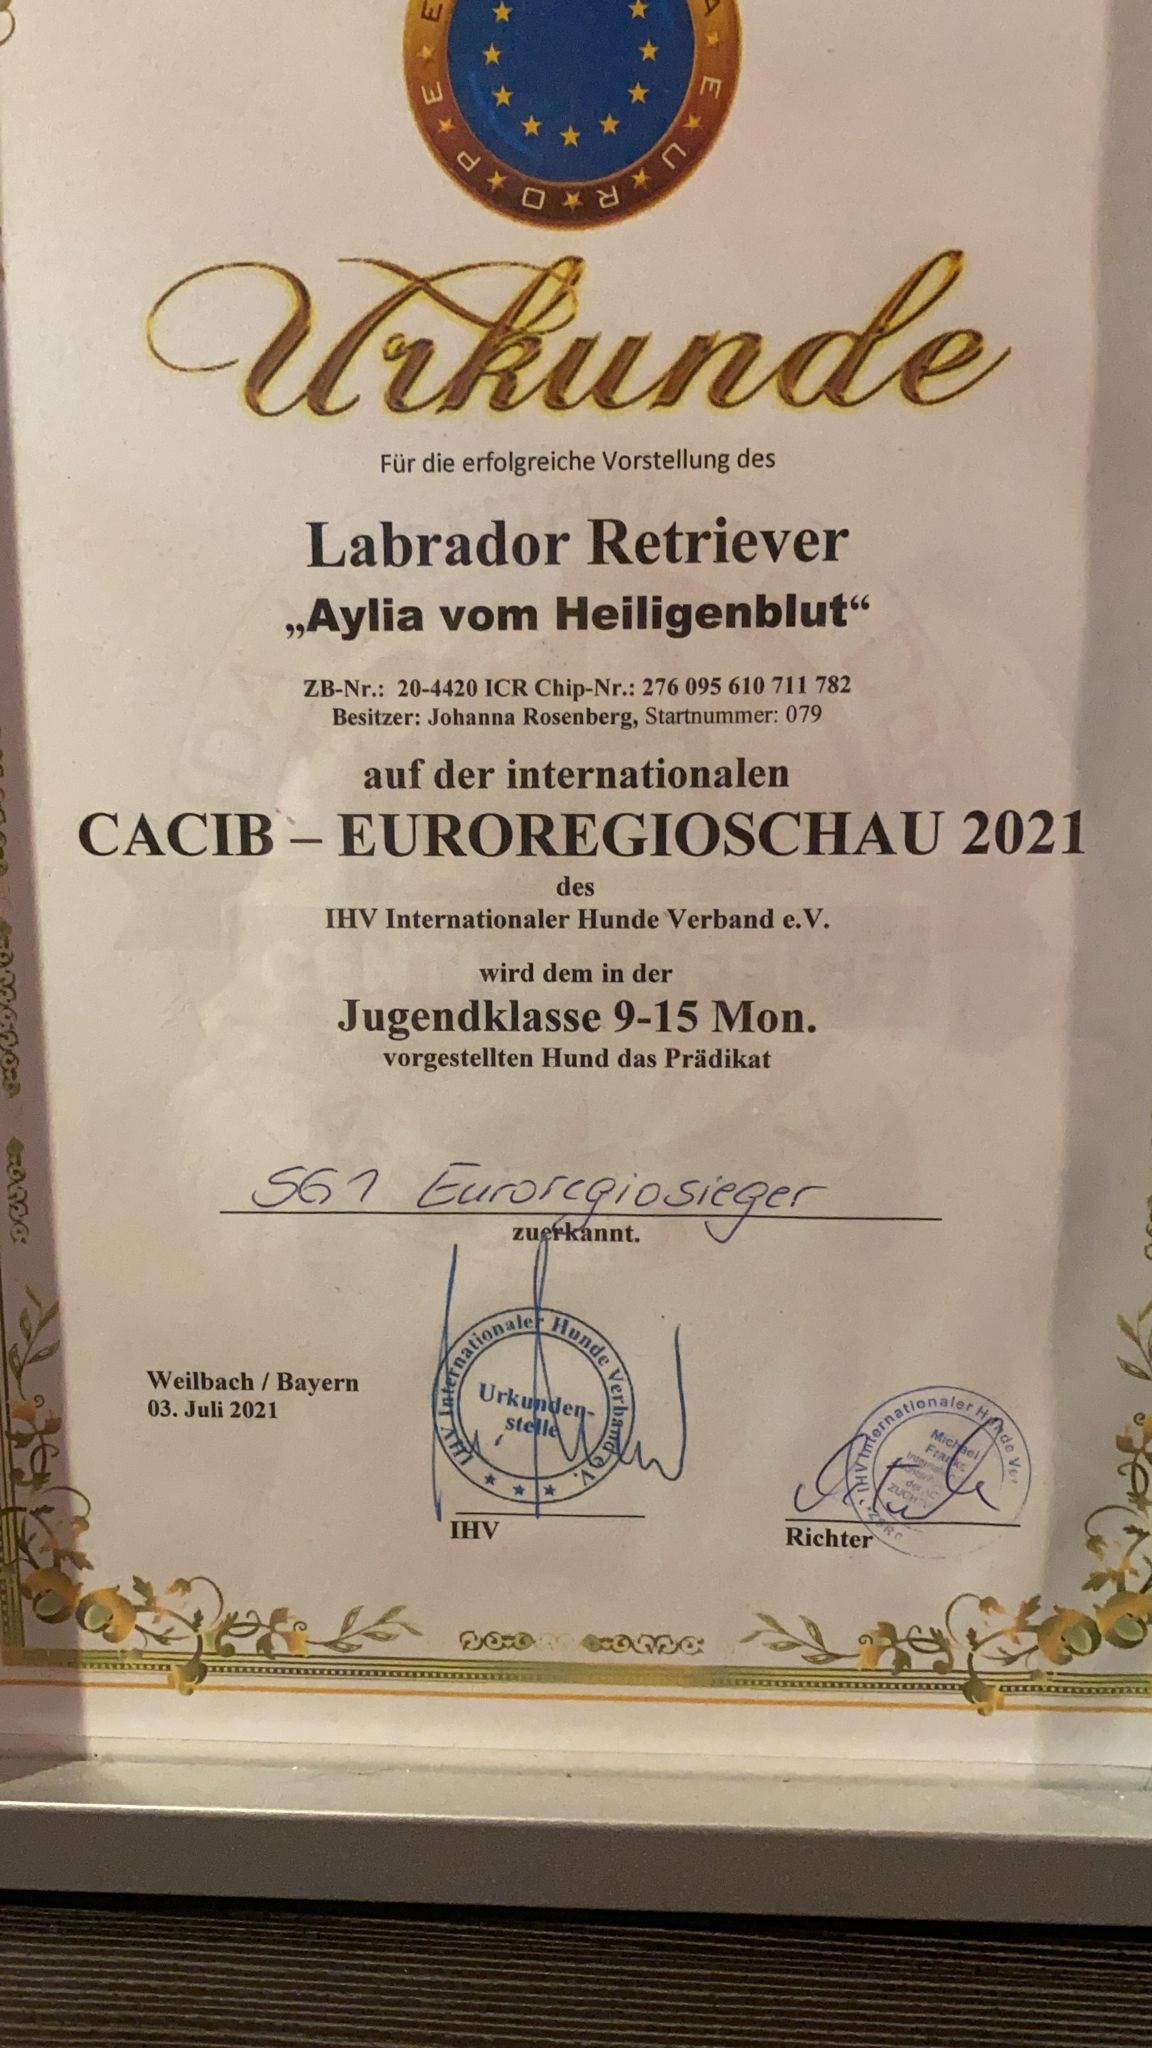 E U R O P E
Urkunde
Für die erfolgreiche Vorstellung des
Labrador Retriever
„Aylia vom Heiligenblut“
ZB-Nr.: 20-4420 ICR Chip-Nr.: 276 095 610 711 782
Besitzer: Johanna Rosenberg, Startnummer: 079
auf der internationalen
CACIB – EUROREGIOSCHAU 2021
des
IHV Internationaler Hunde Verband e.V.
wird dem in der
Jugendklasse 9-15 Mon.
vorgestellten Hund das Prädikat
SG1 Euroregiosieger
zuerkannt.
Weilbach / Bayern
03. Juli 2021
IHV Internationaler Hunde Verband e.V.
Urkunden-
stelle
IHV
IHV Internationaler Hunde
Michael
Richter